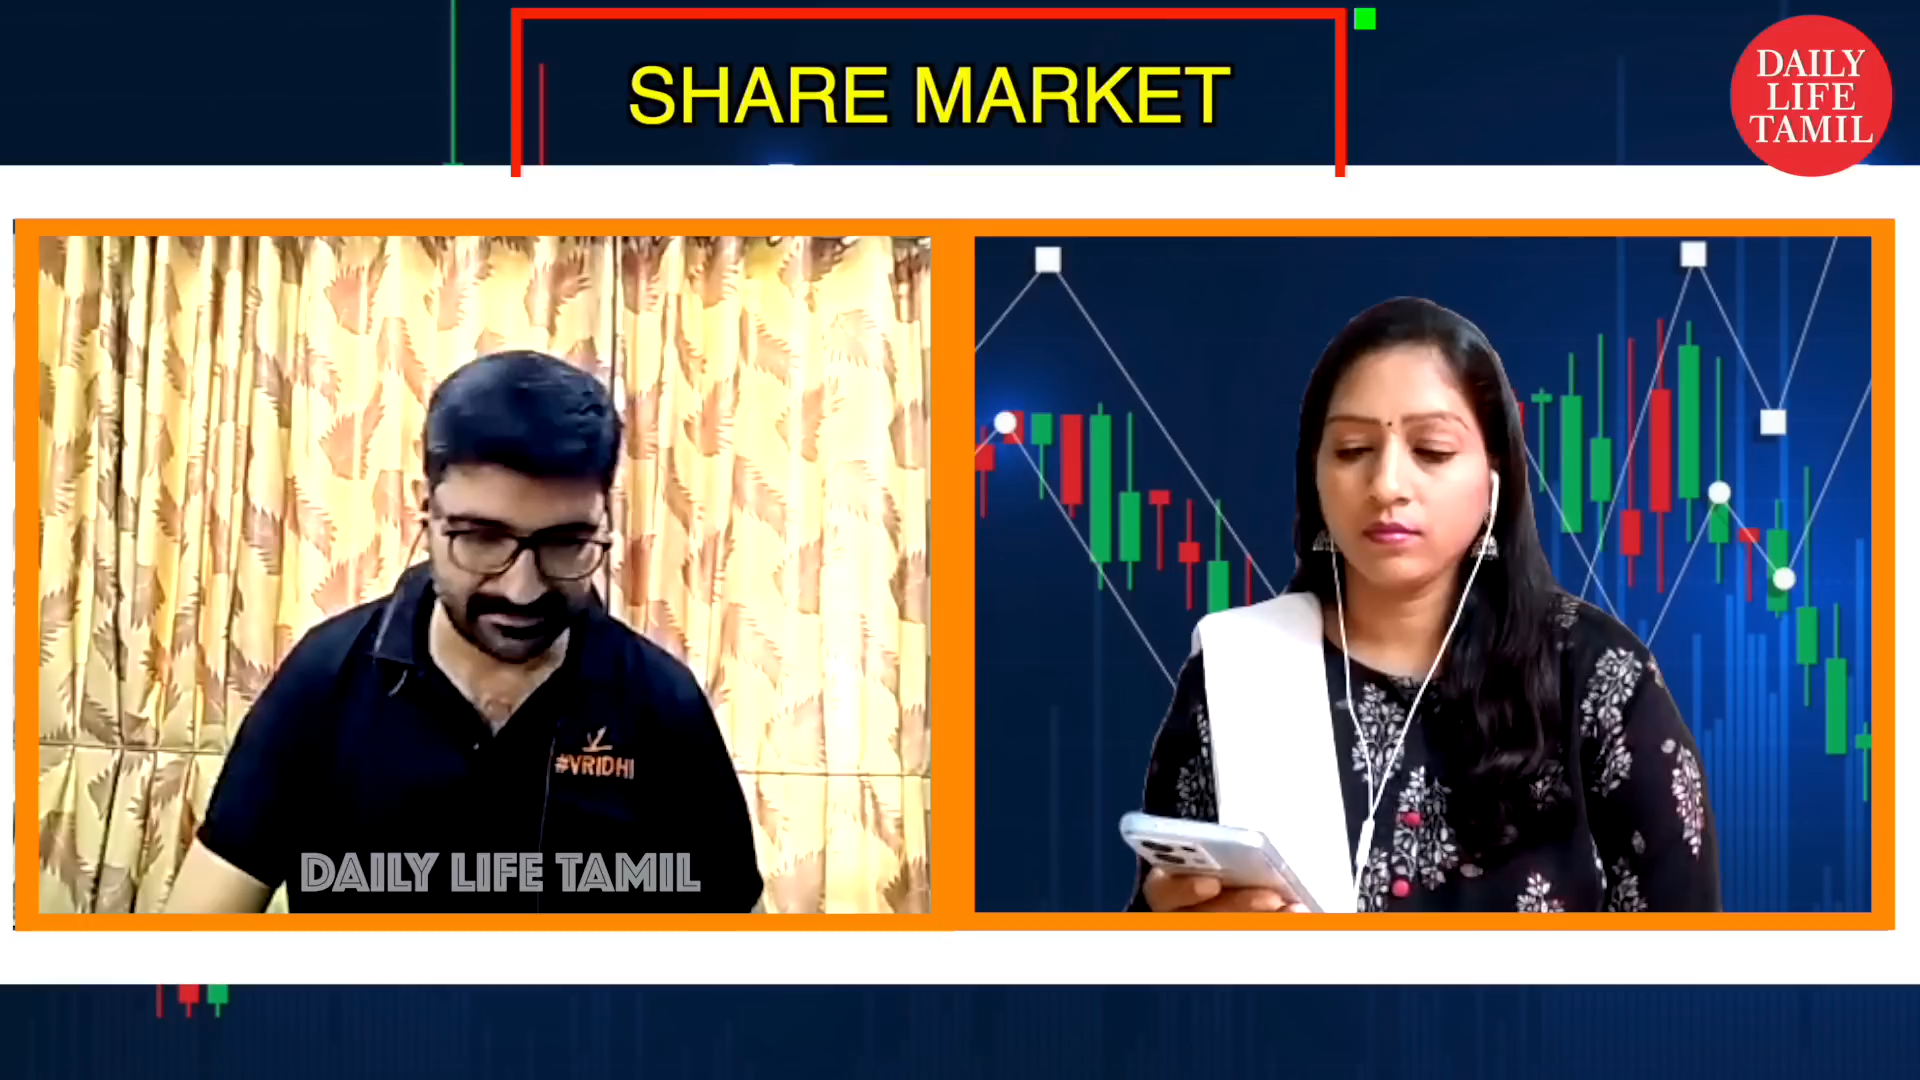 SHARE MARKET
DAILY
LIFE
TAMIL
#VRIDHI
DAILY LIFE TAMIL